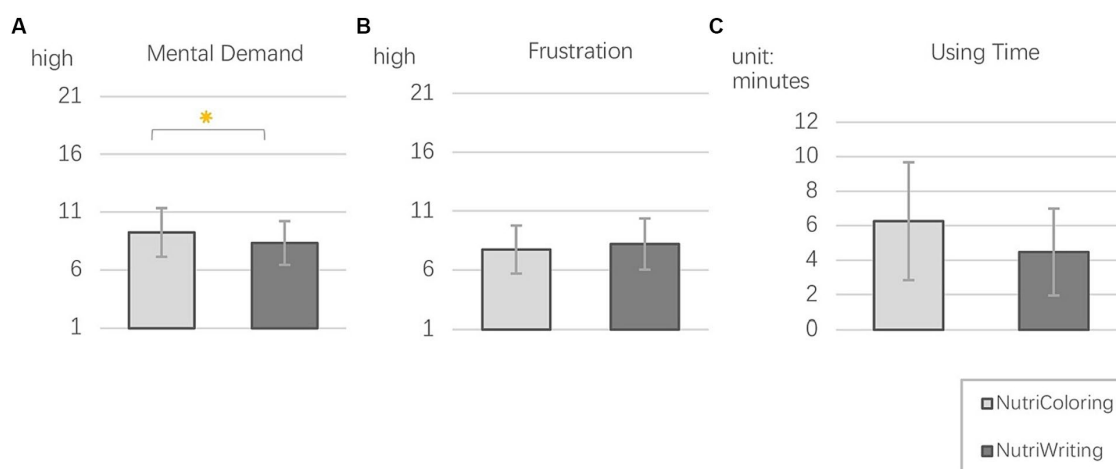 A
high
Mental Demand
21
16
11
6
1
B
high
Frustration
21
16
11
6
1
C
unit:
minutes
Using Time
12
10
8
6
4
2
0
NutriColoring
NutriWriting